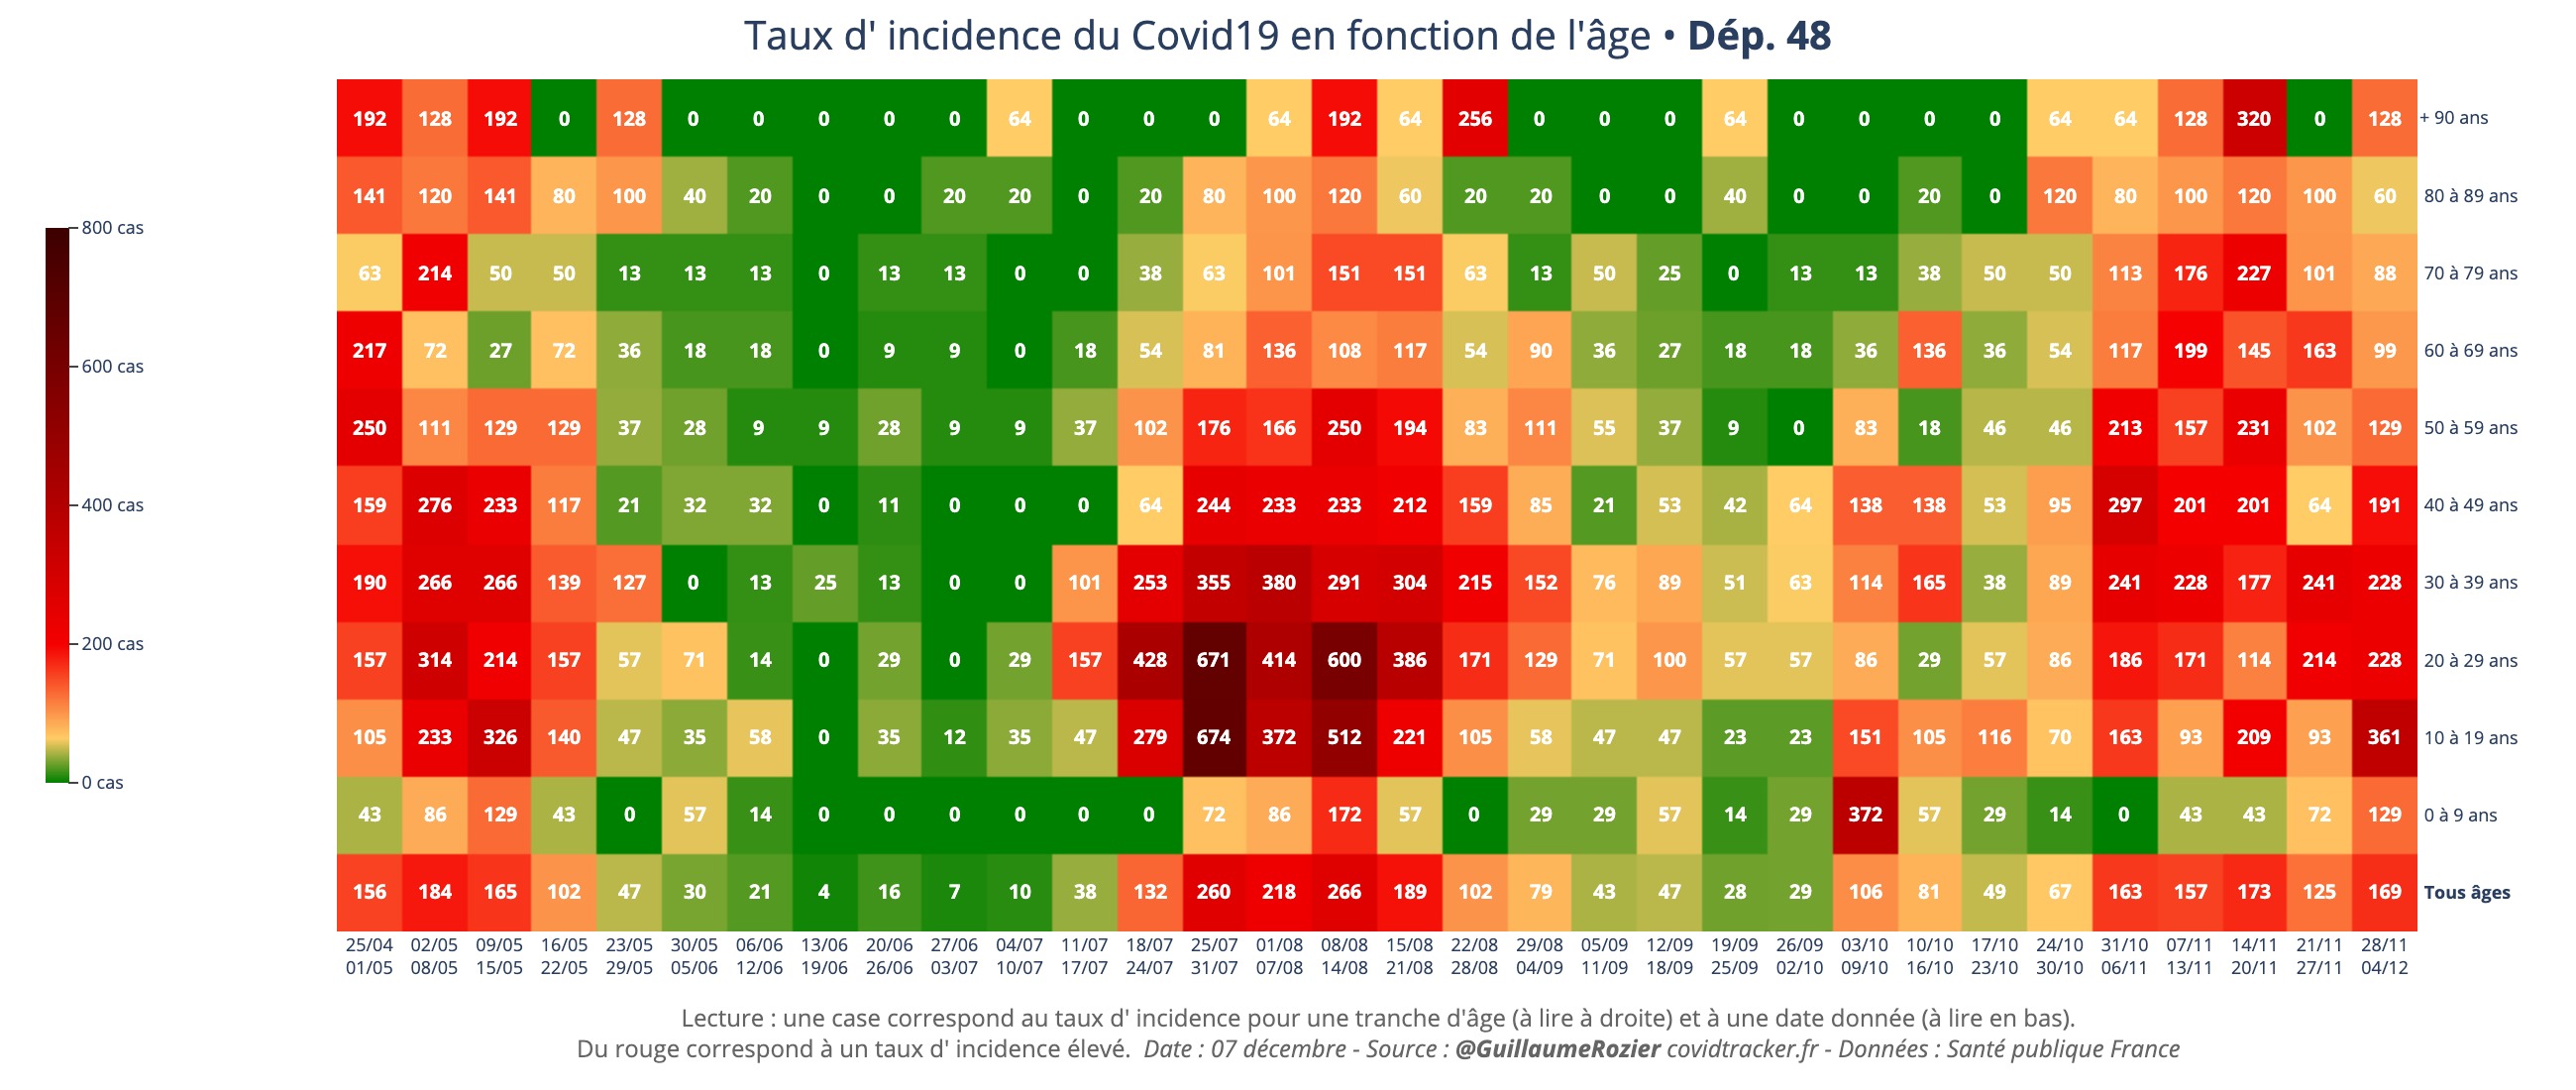 Taux d' incidence du Covid19 en fonction de l'âge • Dép. 48
192 128 192 0 128 0 0 0 0 0 64 0 0 0 64 192 64 256 0 0 0 64 0 0 0 0 64 64 128 320 0 128 + 90 ans
141 120 141 80 100 40 20 0 0 20 20 0 20 80 100 120 60 20 20 0 0 40 0 0 20 0 120 80 100 120 100 60 80 à 89 ans
800 cas
63 214 50 50 13 13 13 0 13 13 0 0 38 63 101 151 151 63 13 50 25 0 13 13 38 50 50 113 176 227 101 88 70 à 79 ans
217 72 27 72 36 18 18 0 9 9 0 18 54 81 136 108 117 54 90 36 27 18 18 36 136 36 54 117 199 145 163 99 60 à 69 ans
600 cas
250 111 129 129 37 28 9 9 28 9 9 37 102 176 166 250 194 83 111 55 37 9 0 83 18 46 46 213 157 231 102 129 50 à 59 ans
400 cas
159 276 233 117 21 32 32 0 11 0 0 0 64 244 233 233 212 159 85 21 53 42 64 138 138 53 95 297 201 201 64 191 40 à 49 ans
190 266 266 139 127 0 13 25 13 0 0 101 253 355 380 291 304 215 152 76 89 51 63 114 165 38 89 241 228 177 241 228 30 à 39 ans
200 cas
157 314 214 157 57 71 14 0 29 0 29 157 428 671 414 600 386 171 129 71 100 57 57 86 29 57 86 186 171 114 214 228 20 à 29 ans
105 233 326 140 47 35 58 0 35 12 35 47 279 674 372 512 221 105 58 47 47 23 23 151 105 116 70 163 93 209 93 361 10 à 19 ans
0 cas
43 86 129 43 0 57 14 0 0 0 0 0 0 72 86 172 57 0 29 29 57 14 29 372 57 29 14 0 43 43 72 129 0 à 9 ans
156 184 165 102 47 30 21 4 16 7 10 38 132 260 218 266 189 102 79 43 47 28 29 106 81 49 67 163 157 173 125 169 Tous âges
25/04 02/05 09/05 16/05 23/05 30/05 06/06 13/06 20/06 27/06 04/07 11/07 18/07 25/07 01/08 08/08 15/08 22/08 29/08 05/09 12/09 19/09 26/09 03/10 10/10 17/10 24/10 31/10 07/11 14/11 21/11 28/11
01/05 08/05 15/05 22/05 29/05 05/06 12/06 19/06 26/06 03/07 10/07 17/07 24/07 31/07 07/08 14/08 21/08 28/08 04/09 11/09 18/09 25/09 02/10 09/10 16/10 23/10 30/10 06/11 13/11 20/11 27/11 04/12
Lecture : une case correspond au taux d' incidence pour une tranche d'âge (à lire à droite) et à une date donnée (à lire en bas).
Du rouge correspond à un taux d' incidence élevé. Date : 07 décembre - Source : @GuillaumeRozier covidtracker.fr - Données : Santé publique France